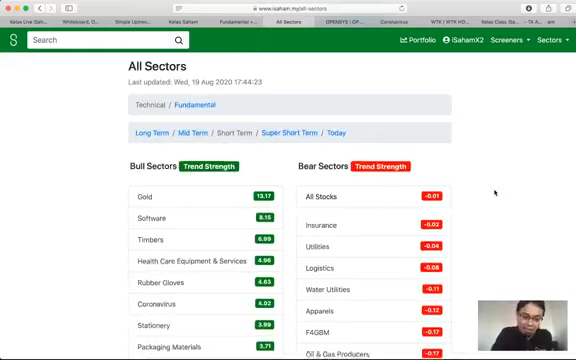 www.isaham.my/all-sectors
Kelas Live iSah... Whiteboard, O... Simple Uptren... Kelas Saham Fundamental + ... All Sectors OPENSYS | OP... Coronavirus WTK | WTK HO... Kelas Class iSa... - TA A... am
S Search Portfolio iSahamX2 Screeners Sectors
All Sectors
Last updated: Wed, 19 Aug 2020 17:44:23
Technical / Fundamental
Long Term / Mid Term / Short Term / Super Short Term / Today
Bull Sectors Trend Strength
Gold 13.17
Software 8.15
Timbers 6.99
Health Care Equipment & Services 4.96
Rubber Gloves 4.63
Coronavirus 4.02
Stationery 3.99
Packaging Materials 3.71
Bear Sectors Trend Strength
All Stocks -0.01
Insurance -0.02
Utilities -0.04
Logistics -0.08
Water Utilities -0.11
Apparels -0.12
F4GBM -0.17
Oil & Gas Producers -0.17